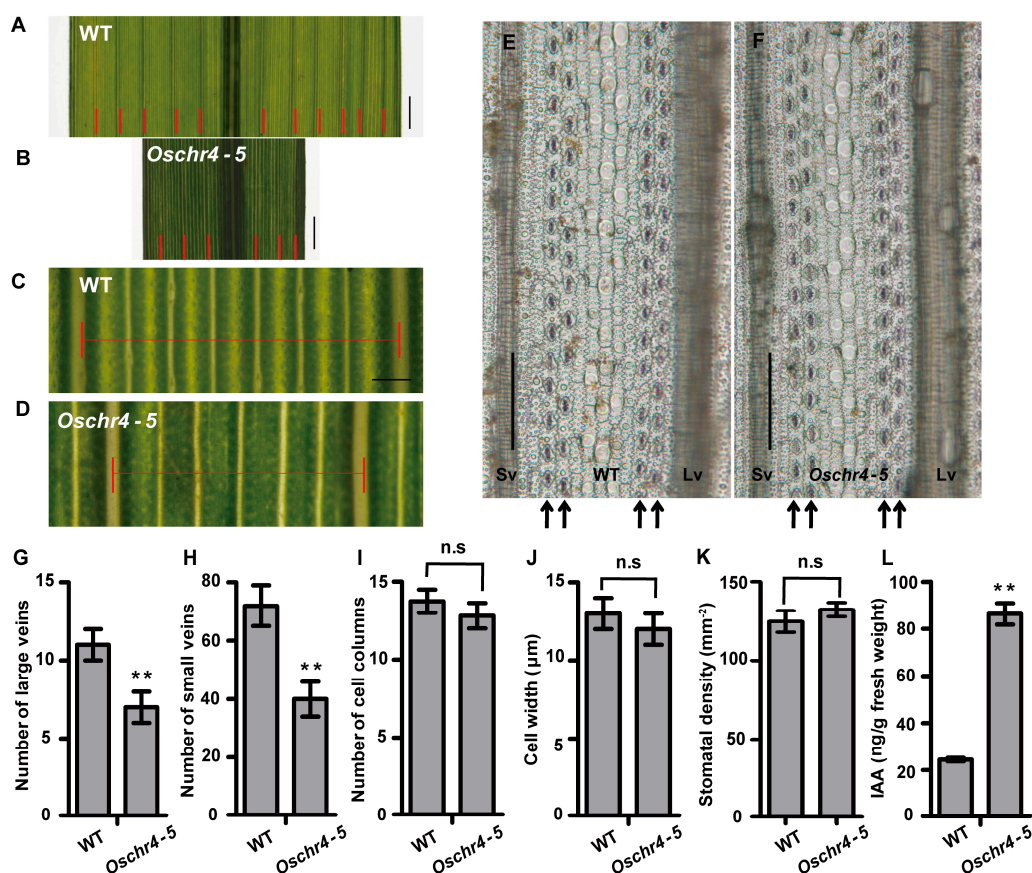 A
WT
B
Oschr4 - 5
C
WT
D
Oschr4 - 5
E
Sv
WT
Lv
F
Sv
Oschr4 - 5
Lv
G
Number of large veins
15
10
5
0
WT
Oschr4 - 5
**
H
Number of small veins
80
60
40
20
0
WT
Oschr4 - 5
**
I
Number of cell columns
15
10
5
0
n.s
WT
Oschr4 - 5
J
Cell width (μm)
15
10
5
0
n.s
WT
Oschr4 - 5
K
Stomatal density (mm⁻²)
150
100
50
0
n.s
WT
Oschr4 - 5
L
IAA (ng/g fresh weight)
100
80
60
40
20
0
**
WT
Oschr4 - 5